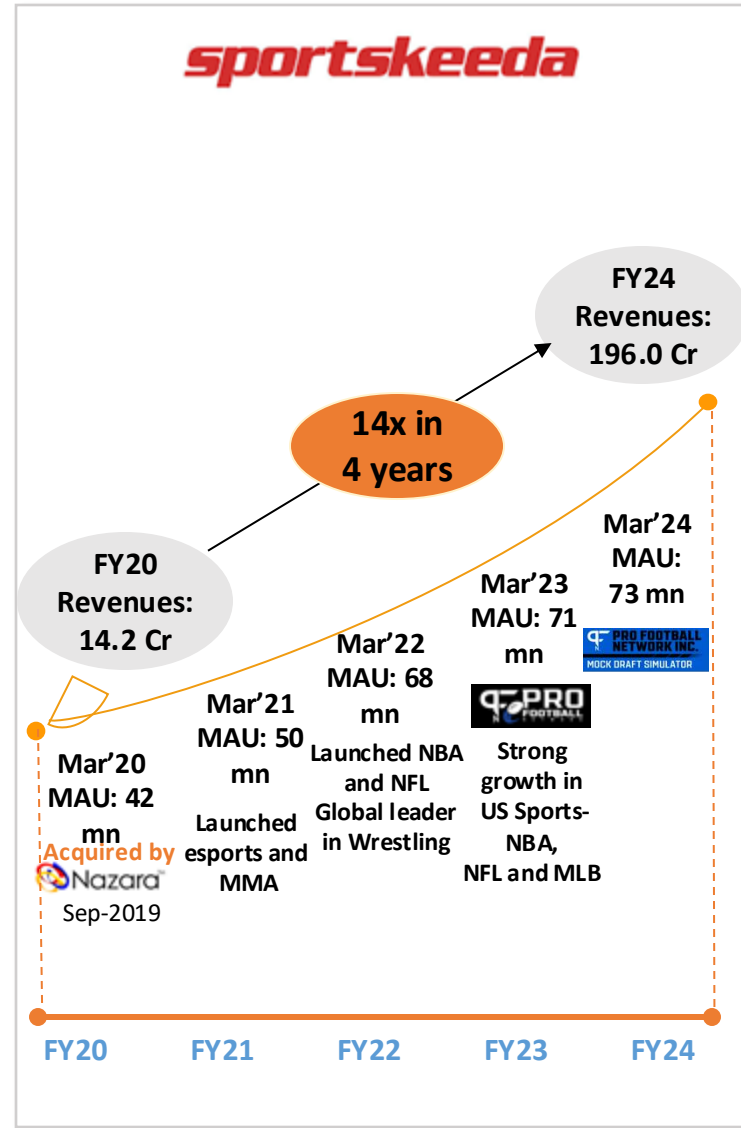 sportskeeda
FY24
Revenues:
196.0 Cr
14x in
4 years
FY20
Revenues:
14.2 Cr
Mar’20
MAU: 42
mn
Acquired by
Nazara™
Sep-2019
Mar’21
MAU: 50
mn
Launched
esports and
MMA
Mar’22
MAU: 68
mn
Launched NBA
and NFL
Global leader
in Wrestling
Mar’23
MAU: 71
mn
PRO
FOOTBALL
Strong
growth in
US Sports-
NBA,
NFL and MLB
Mar’24
MAU:
73 mn
PRO FOOTBALL
NETWORK INC.
MOCK DRAFT SIMULATOR
FY20 FY21 FY22 FY23 FY24